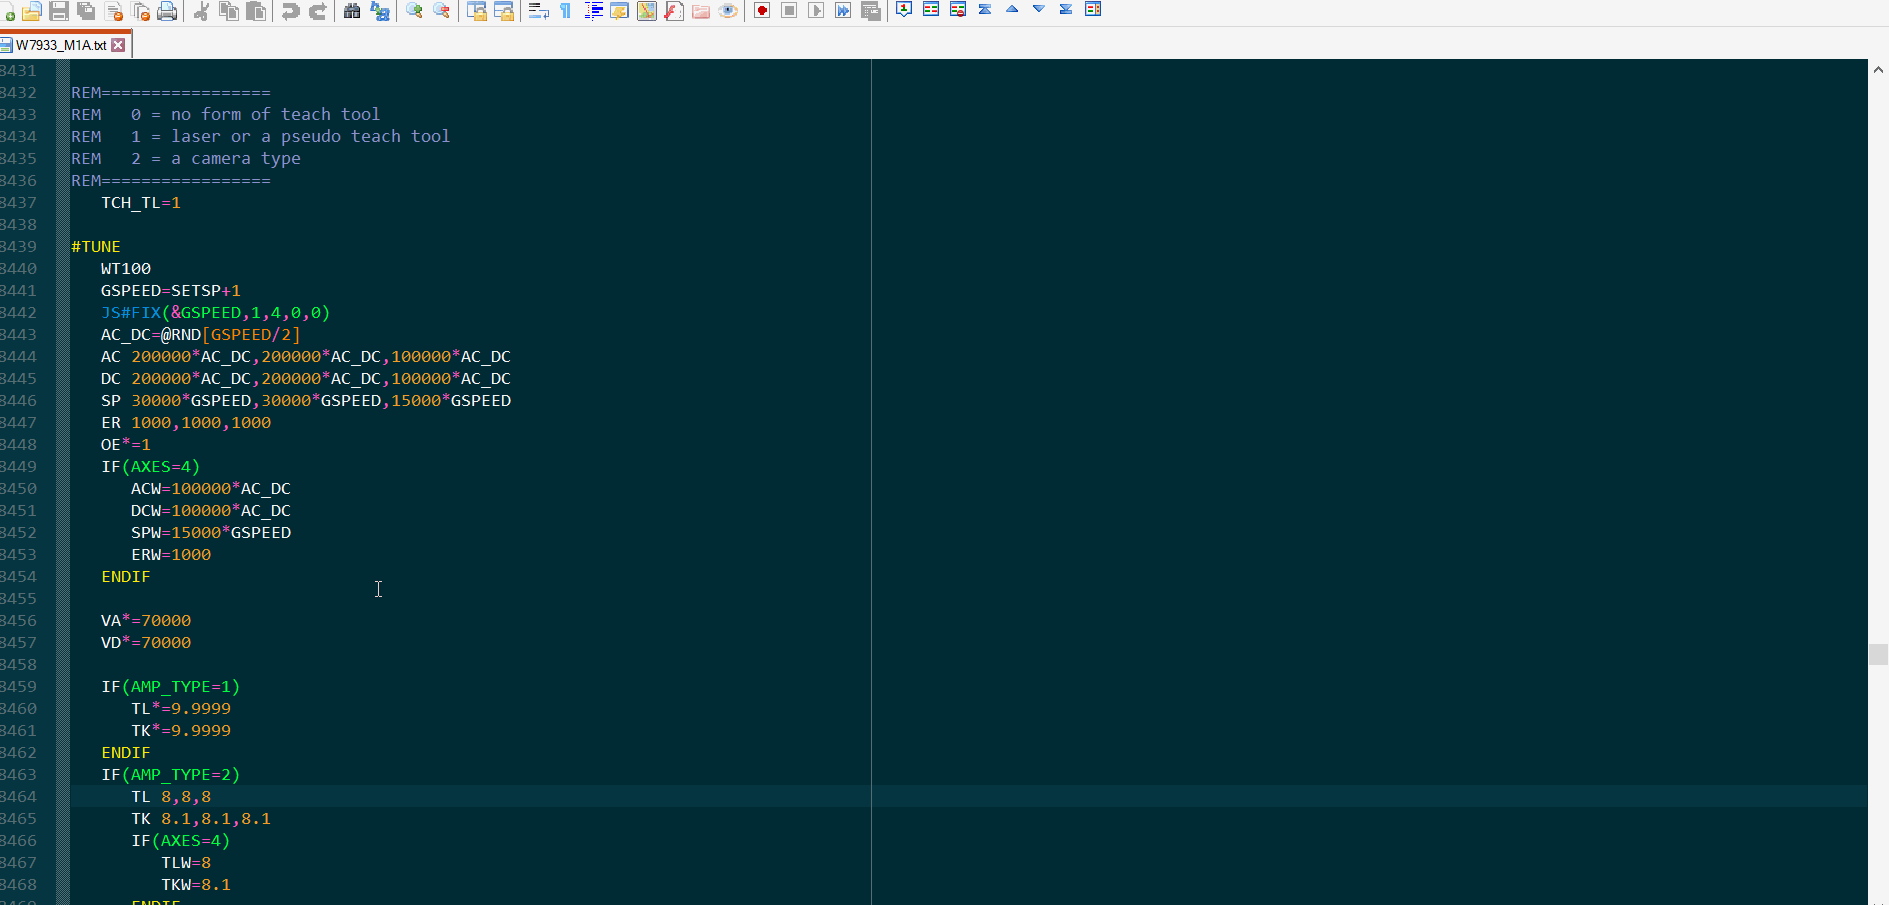 W7933_M1A.txt
8431
8432 REM=================
8433 REM   0 = no form of teach tool
8434 REM   1 = laser or a pseudo teach tool
8435 REM   2 = a camera type
8436 REM=================
8437    TCH_TL=1
8438
8439 #TUNE
8440    WT100
8441    GSPEED=SETSP+1
8442    JS#FIX(&GSPEED,1,4,0,0)
8443    AC_DC=@RND[GSPEED/2]
8444    AC 200000*AC_DC,200000*AC_DC,100000*AC_DC
8445    DC 200000*AC_DC,200000*AC_DC,100000*AC_DC
8446    SP 30000*GSPEED,30000*GSPEED,15000*GSPEED
8447    ER 1000,1000,1000
8448    OE*=1
8449    IF(AXES=4)
8450       ACW=100000*AC_DC
8451       DCW=100000*AC_DC
8452       SPW=15000*GSPEED
8453       ERW=1000
8454    ENDIF
8455
8456    VA*=70000
8457    VD*=70000
8458
8459    IF(AMP_TYPE=1)
8460       TL*=9.9999
8461       TK*=9.9999
8462    ENDIF
8463    IF(AMP_TYPE=2)
8464       TL 8,8,8
8465       TK 8.1,8.1,8.1
8466       IF(AXES=4)
8467          TLW=8
8468          TKW=8.1
8469       ENDIF